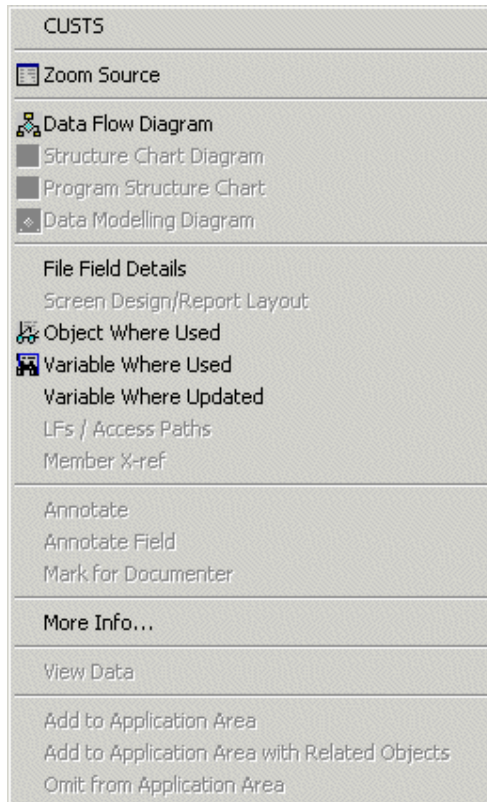 CUSTS
Zoom Source
Data Flow Diagram
Structure Chart Diagram
Program Structure Chart
Data Modelling Diagram
File Field Details
Screen Design/Report Layout
Object Where Used
Variable Where Used
Variable Where Updated
LFs / Access Paths
Member X-ref
Annotate
Annotate Field
Mark for Documenter
More Info...
View Data
Add to Application Area
Add to Application Area with Related Objects
Omit from Application Area